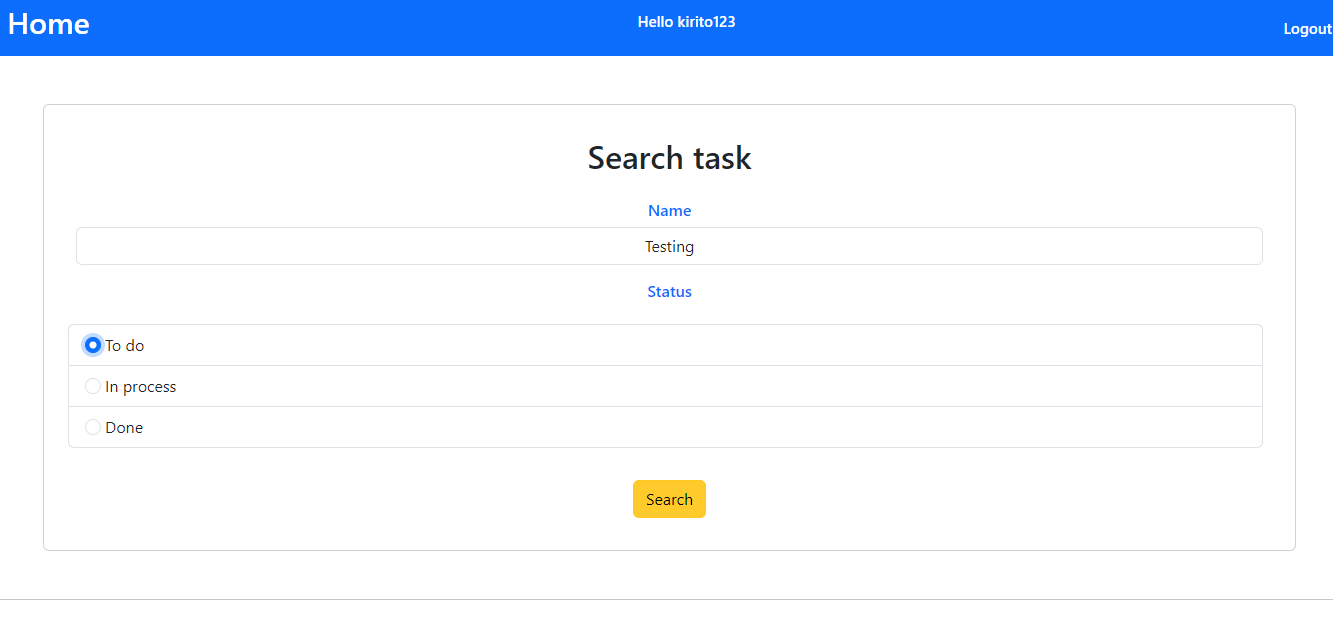 Home
Hello kirito123
Logout
Search task
Name
Testing
Status
To do
In process
Done
Search